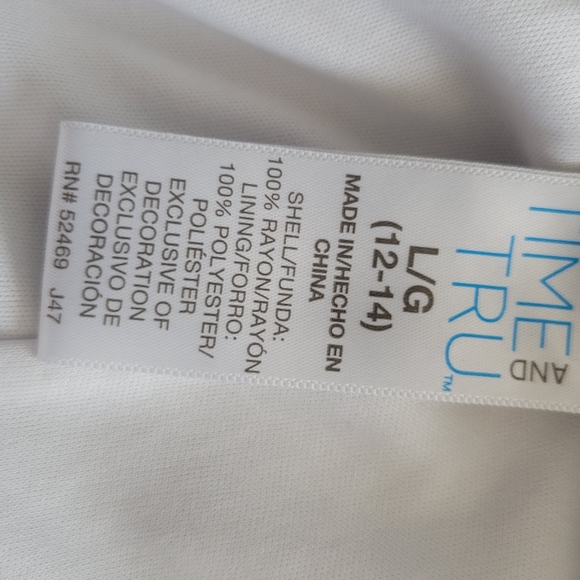 TIME
AND
TRU™
L/G
(12-14)
MADE IN/HECHO EN
CHINA
SHELL/FUNDA:
100% RAYON/RAYÓN
LINING/FORRO:
100% POLYESTER/
POLIÉSTER
EXCLUSIVE OF
DECORATION
EXCLUSIVO DE
DECORACIÓN
RN# 52469 J47